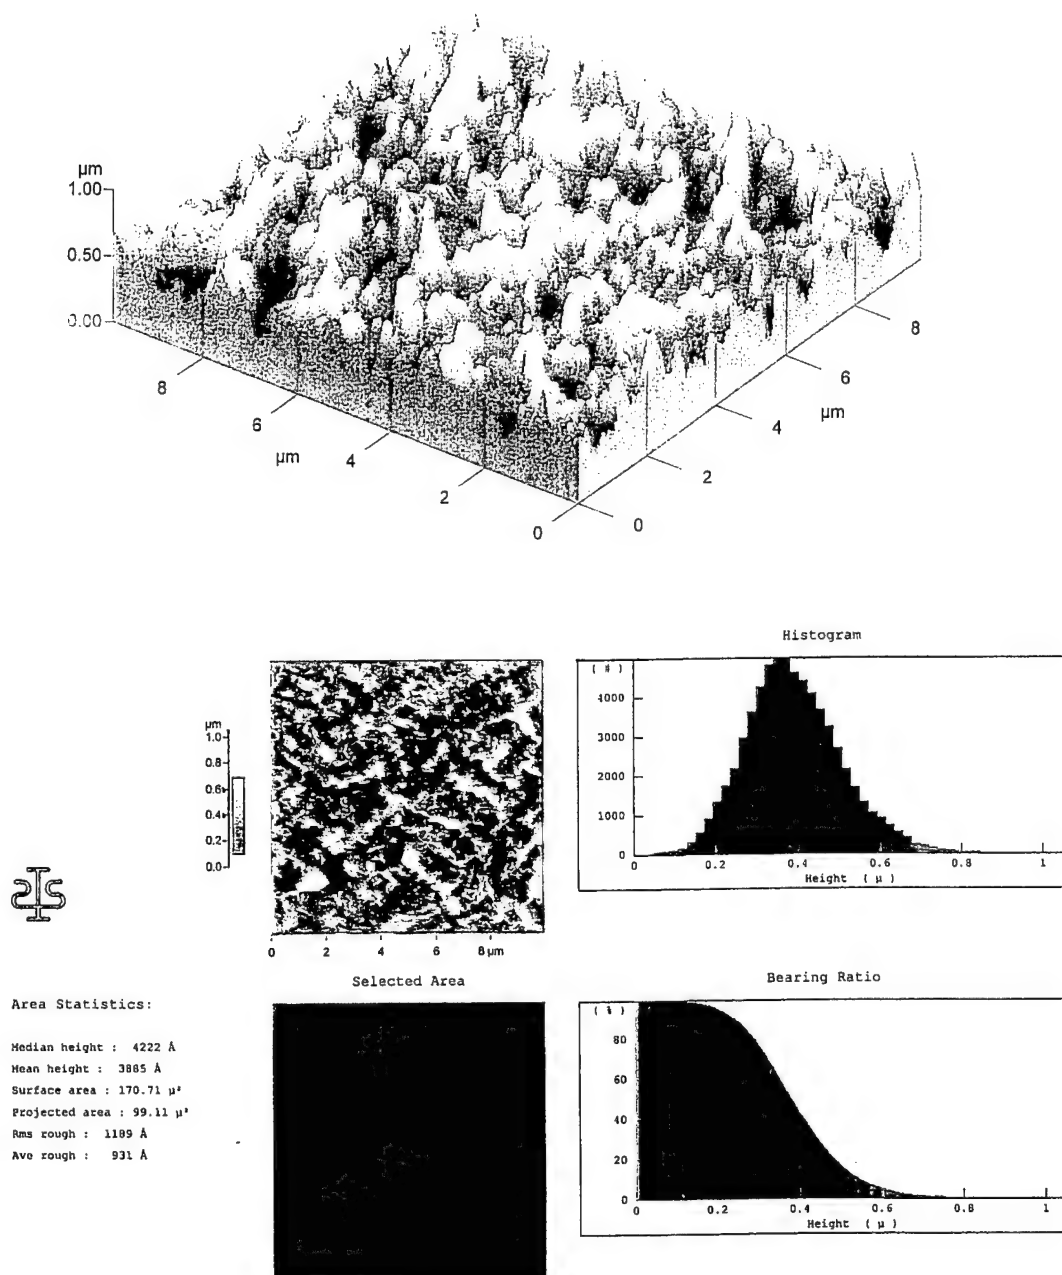 µm
1.00
0.50
0.00
8
6
µm
4
2
0
0
2
4
µm
6
8
Histogram
( # )
4000
3000
2000
1000
0
0
0.2
0.4
0.6
0.8
1
Height ( µ )
µm
1.0
0.8
0.6
0.4
0.2
0.0
0 2 4 6 8 µm
Selected Area
Bearing Ratio
( % )
80
60
40
20
0
0
0.2
0.4
0.6
0.8
1
Height ( µ )
Area Statistics:
Median height : 4222 Å
Mean height : 3885 Å
Surface area : 170.71 µ²
Projected area : 99.11 µ²
Rms rough : 1189 Å
Ave rough : 931 Å